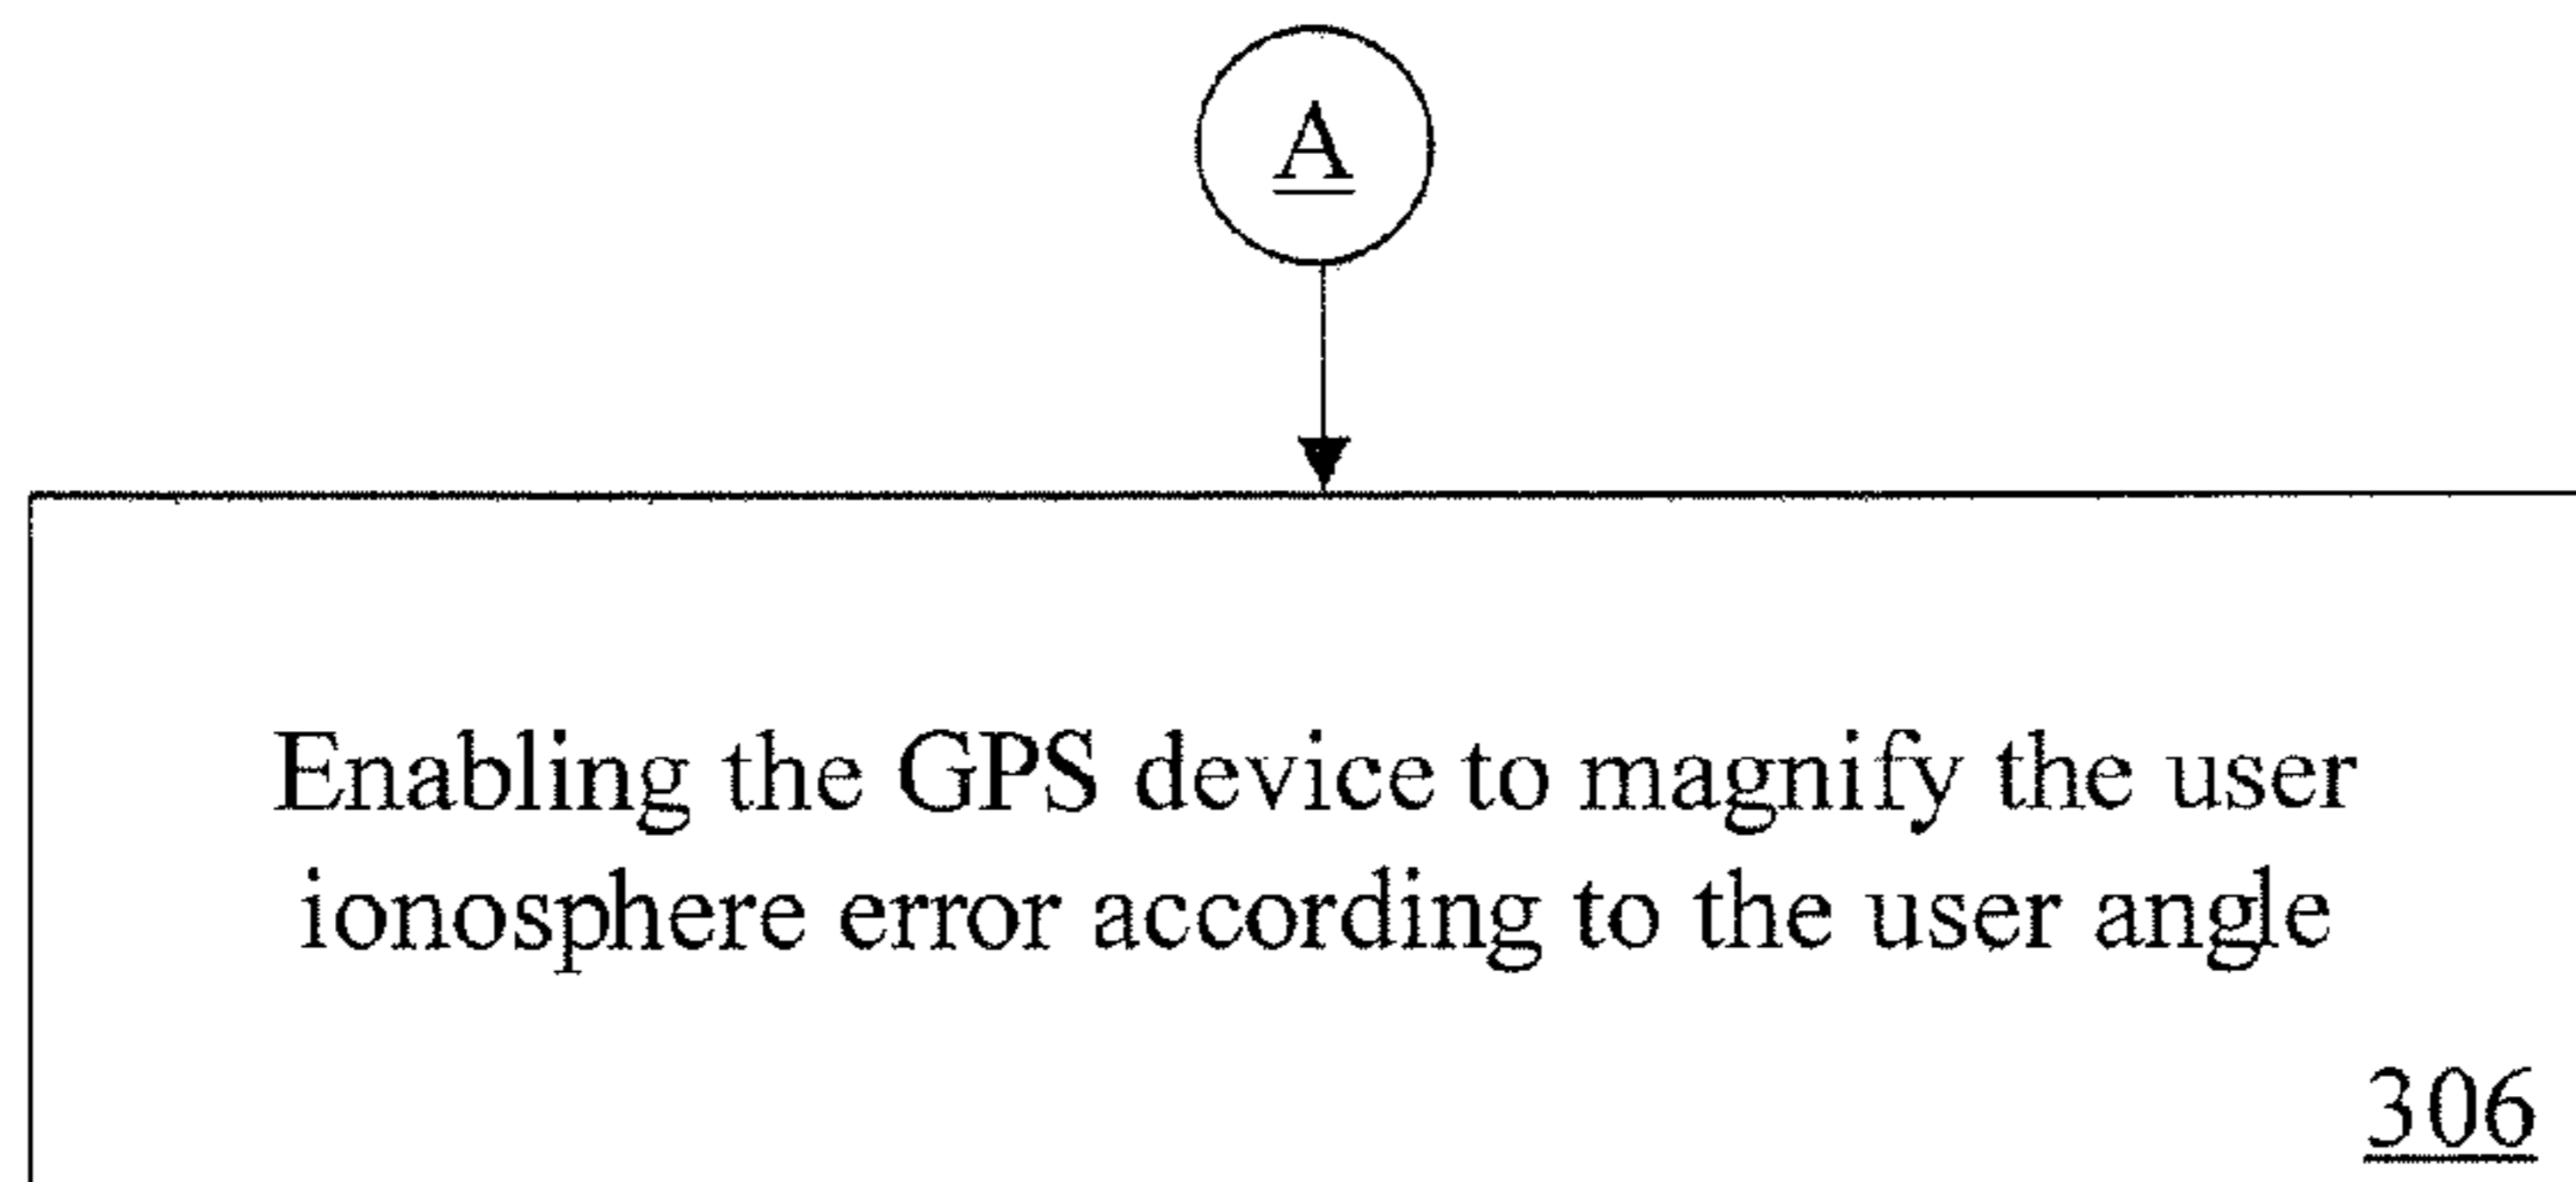 A
Enabling the GPS device to magnify the user
ionosphere error according to the user angle
306